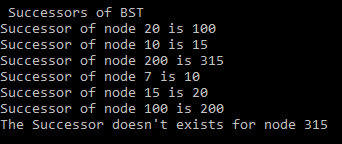 Successors of BST
Successor of node 20 is 100
Successor of node 10 is 15
Successor of node 200 is 315
Successor of node 7 is 10
Successor of node 15 is 20
Successor of node 100 is 200
The Successor doesn't exists for node 315